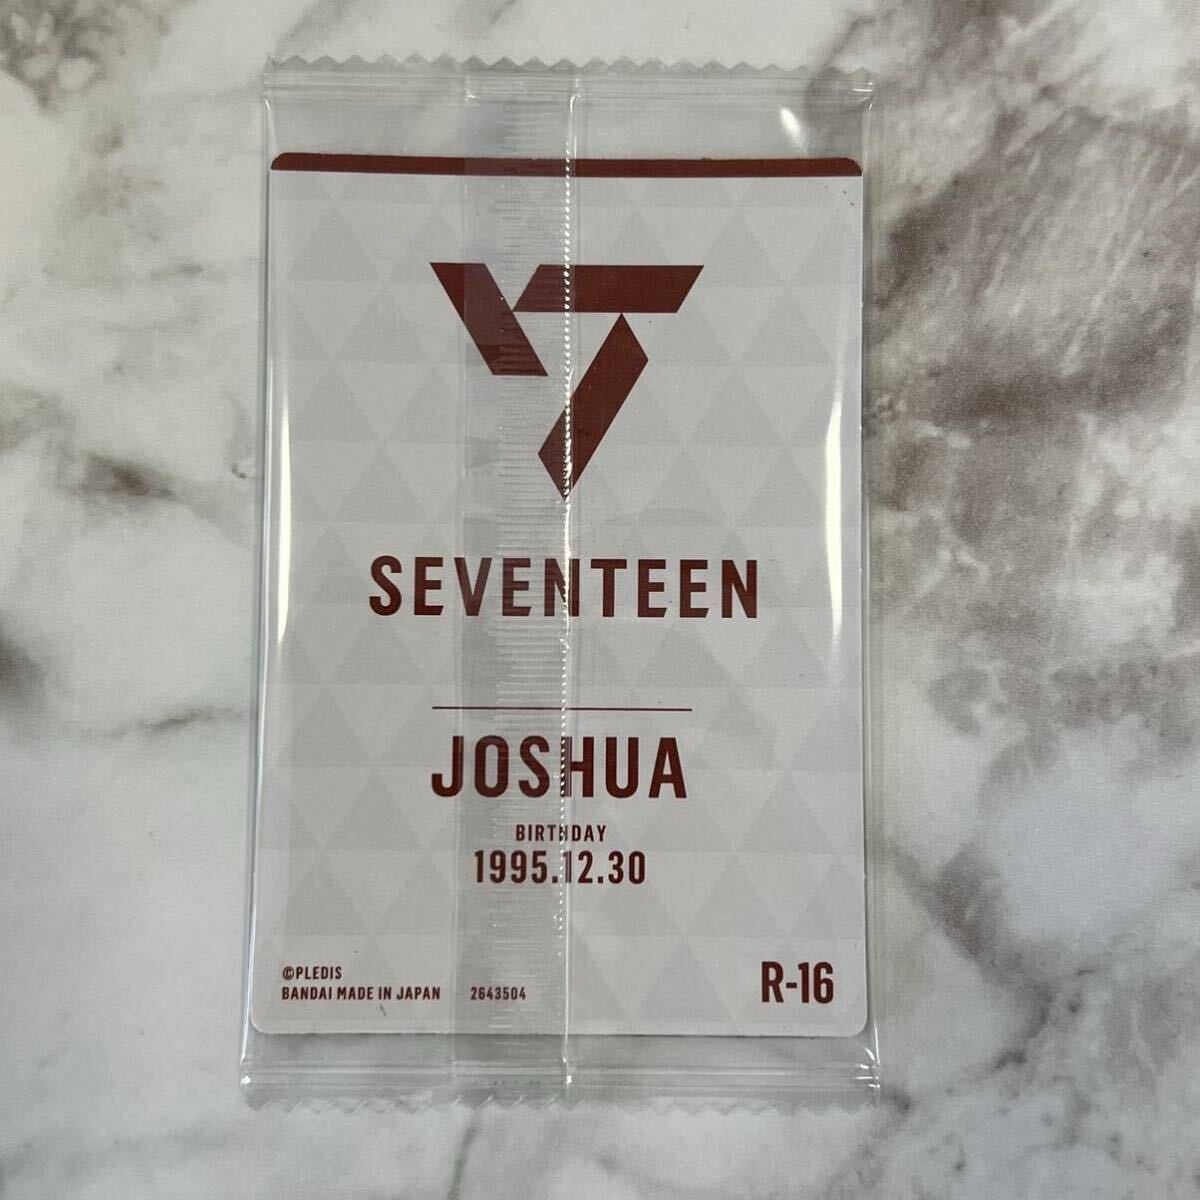 SEVENTEEN
JOSHUA
BIRTHDAY
1995.12.30
©PLEDIS
BANDAI MADE IN JAPAN 2643504
R-16